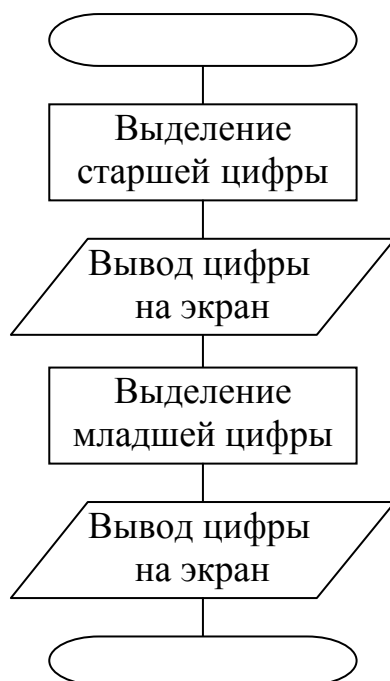 Выделение
старшей цифры
Вывод цифры
на экран
Выделение
младшей цифры
Вывод цифры
на экран